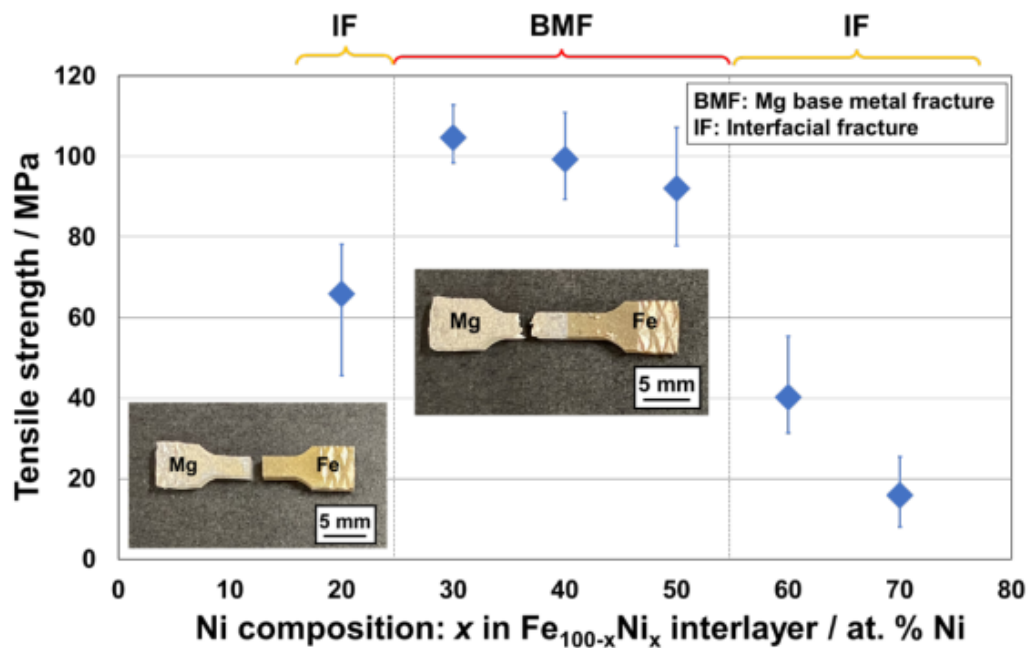 IF BMF IF
BMF: Mg base metal fracture
IF: Interfacial fracture
Tensile strength / MPa
120
100
80
60
40
20
0
Mg Fe
5 mm
Mg Fe
5 mm
0 10 20 30 40 50 60 70 80
Ni composition: x in Fe₁₀₀₋ₓNiₓ interlayer / at. % Ni